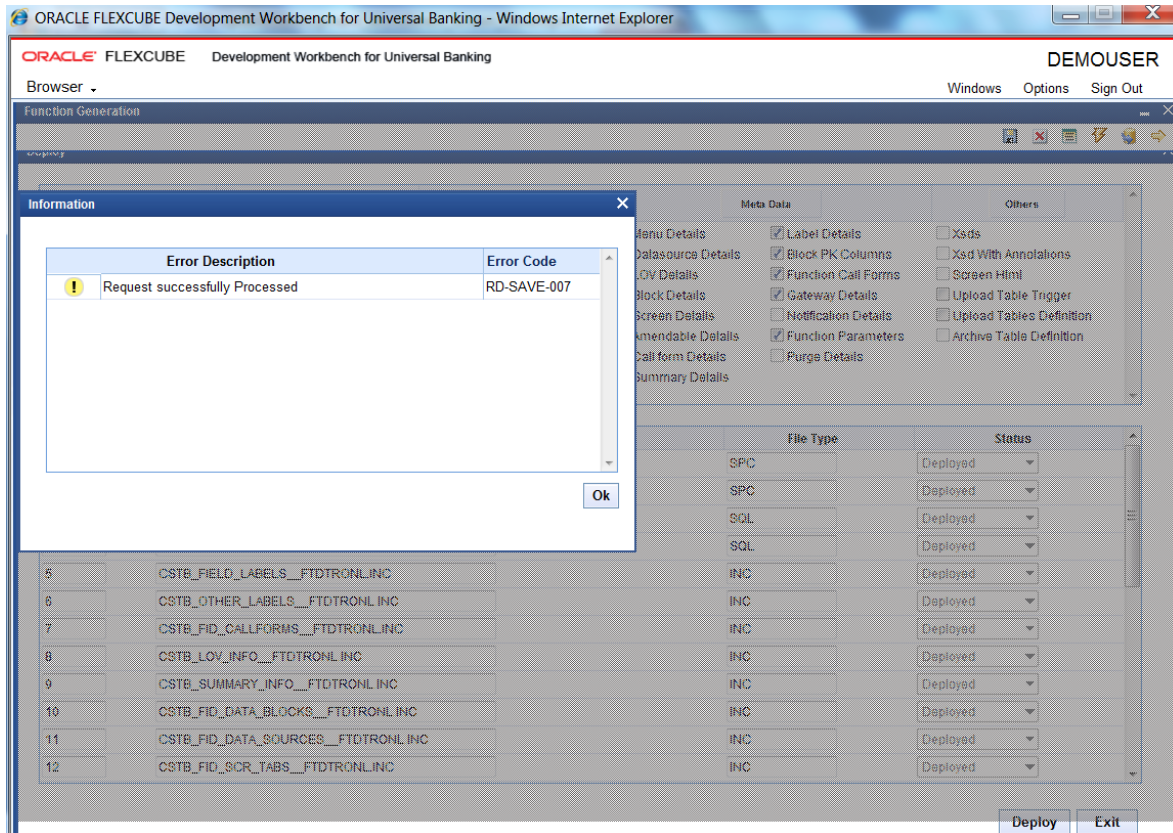 ORACLE FLEXCUBE Development Workbench for Universal Banking - Windows Internet Explorer
ORACLE FLEXCUBE Development Workbench for Universal Banking DEMOUSER
Browser Windows Options Sign Out
Function Generation
Deploy
Information Meta Data Others
Menu Details Label Details Xsds
Error Description Error Code Datasource Details Block PK Columns Xsd With Annotations
Request successfully Processed RD-SAVE-007 LOV Details Function Call Forms Screen Html
Block Details Gateway Details Upload Table Trigger
Screen Details Notification Details Upload Tables Definition
Amendable Details Function Parameters Archive Table Definition
Call form Details Purge Details
Summary Details
File Type Status
SPC Deployed
Ok SPC Deployed
SQL Deployed
SQL Deployed
5 CSTB_FIELD_LABELS__FTDTRONL.INC INC Deployed
6 CSTB_OTHER_LABELS__FTDTRONL.INC INC Deployed
7 CSTB_FID_CALLFORMS__FTDTRONL.INC INC Deployed
8 CSTB_LOV_INFO__FTDTRONL.INC INC Deployed
9 CSTB_SUMMARY_INFO__FTDTRONL.INC INC Deployed
10 CSTB_FID_DATA_BLOCKS__FTDTRONL.INC INC Deployed
11 CSTB_FID_DATA_SOURCES__FTDTRONL.INC INC Deployed
12 CSTB_FID_SCR_TABS__FTDTRONL.INC INC Deployed
Deploy Exit